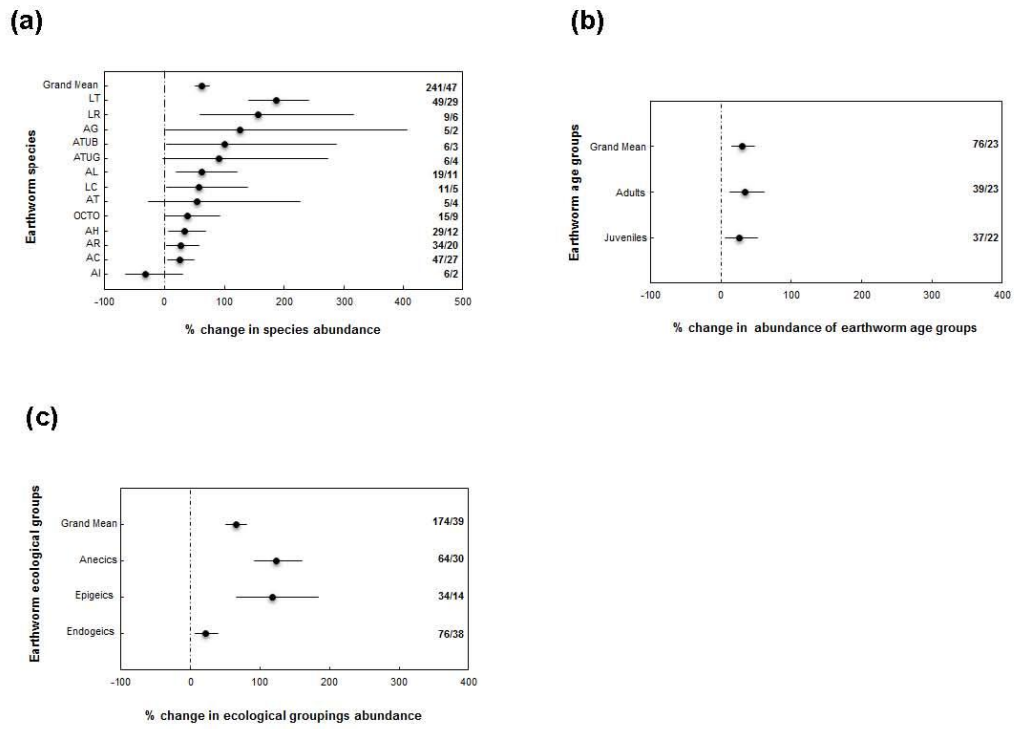 (a)
Earthworm species
Grand Mean 241/47
LT 49/29
LR 9/6
AG 5/2
ATUB 6/3
ATUG 6/4
AL 19/11
LC 11/5
AT 5/4
OCTO 15/9
AH 29/12
AR 34/20
AC 47/27
AI 6/2
-100 0 100 200 300 400 500
% change in species abundance
(b)
Earthworm age groups
Grand Mean 76/23
Adults 39/23
Juveniles 37/22
-100 0 100 200 300 400
% change in abundance of earthworm age groups
(c)
Earthworm ecological groups
Grand Mean 174/39
Anecics 64/30
Epigeics 34/14
Endogeics 76/38
-100 0 100 200 300 400
% change in ecological groupings abundance